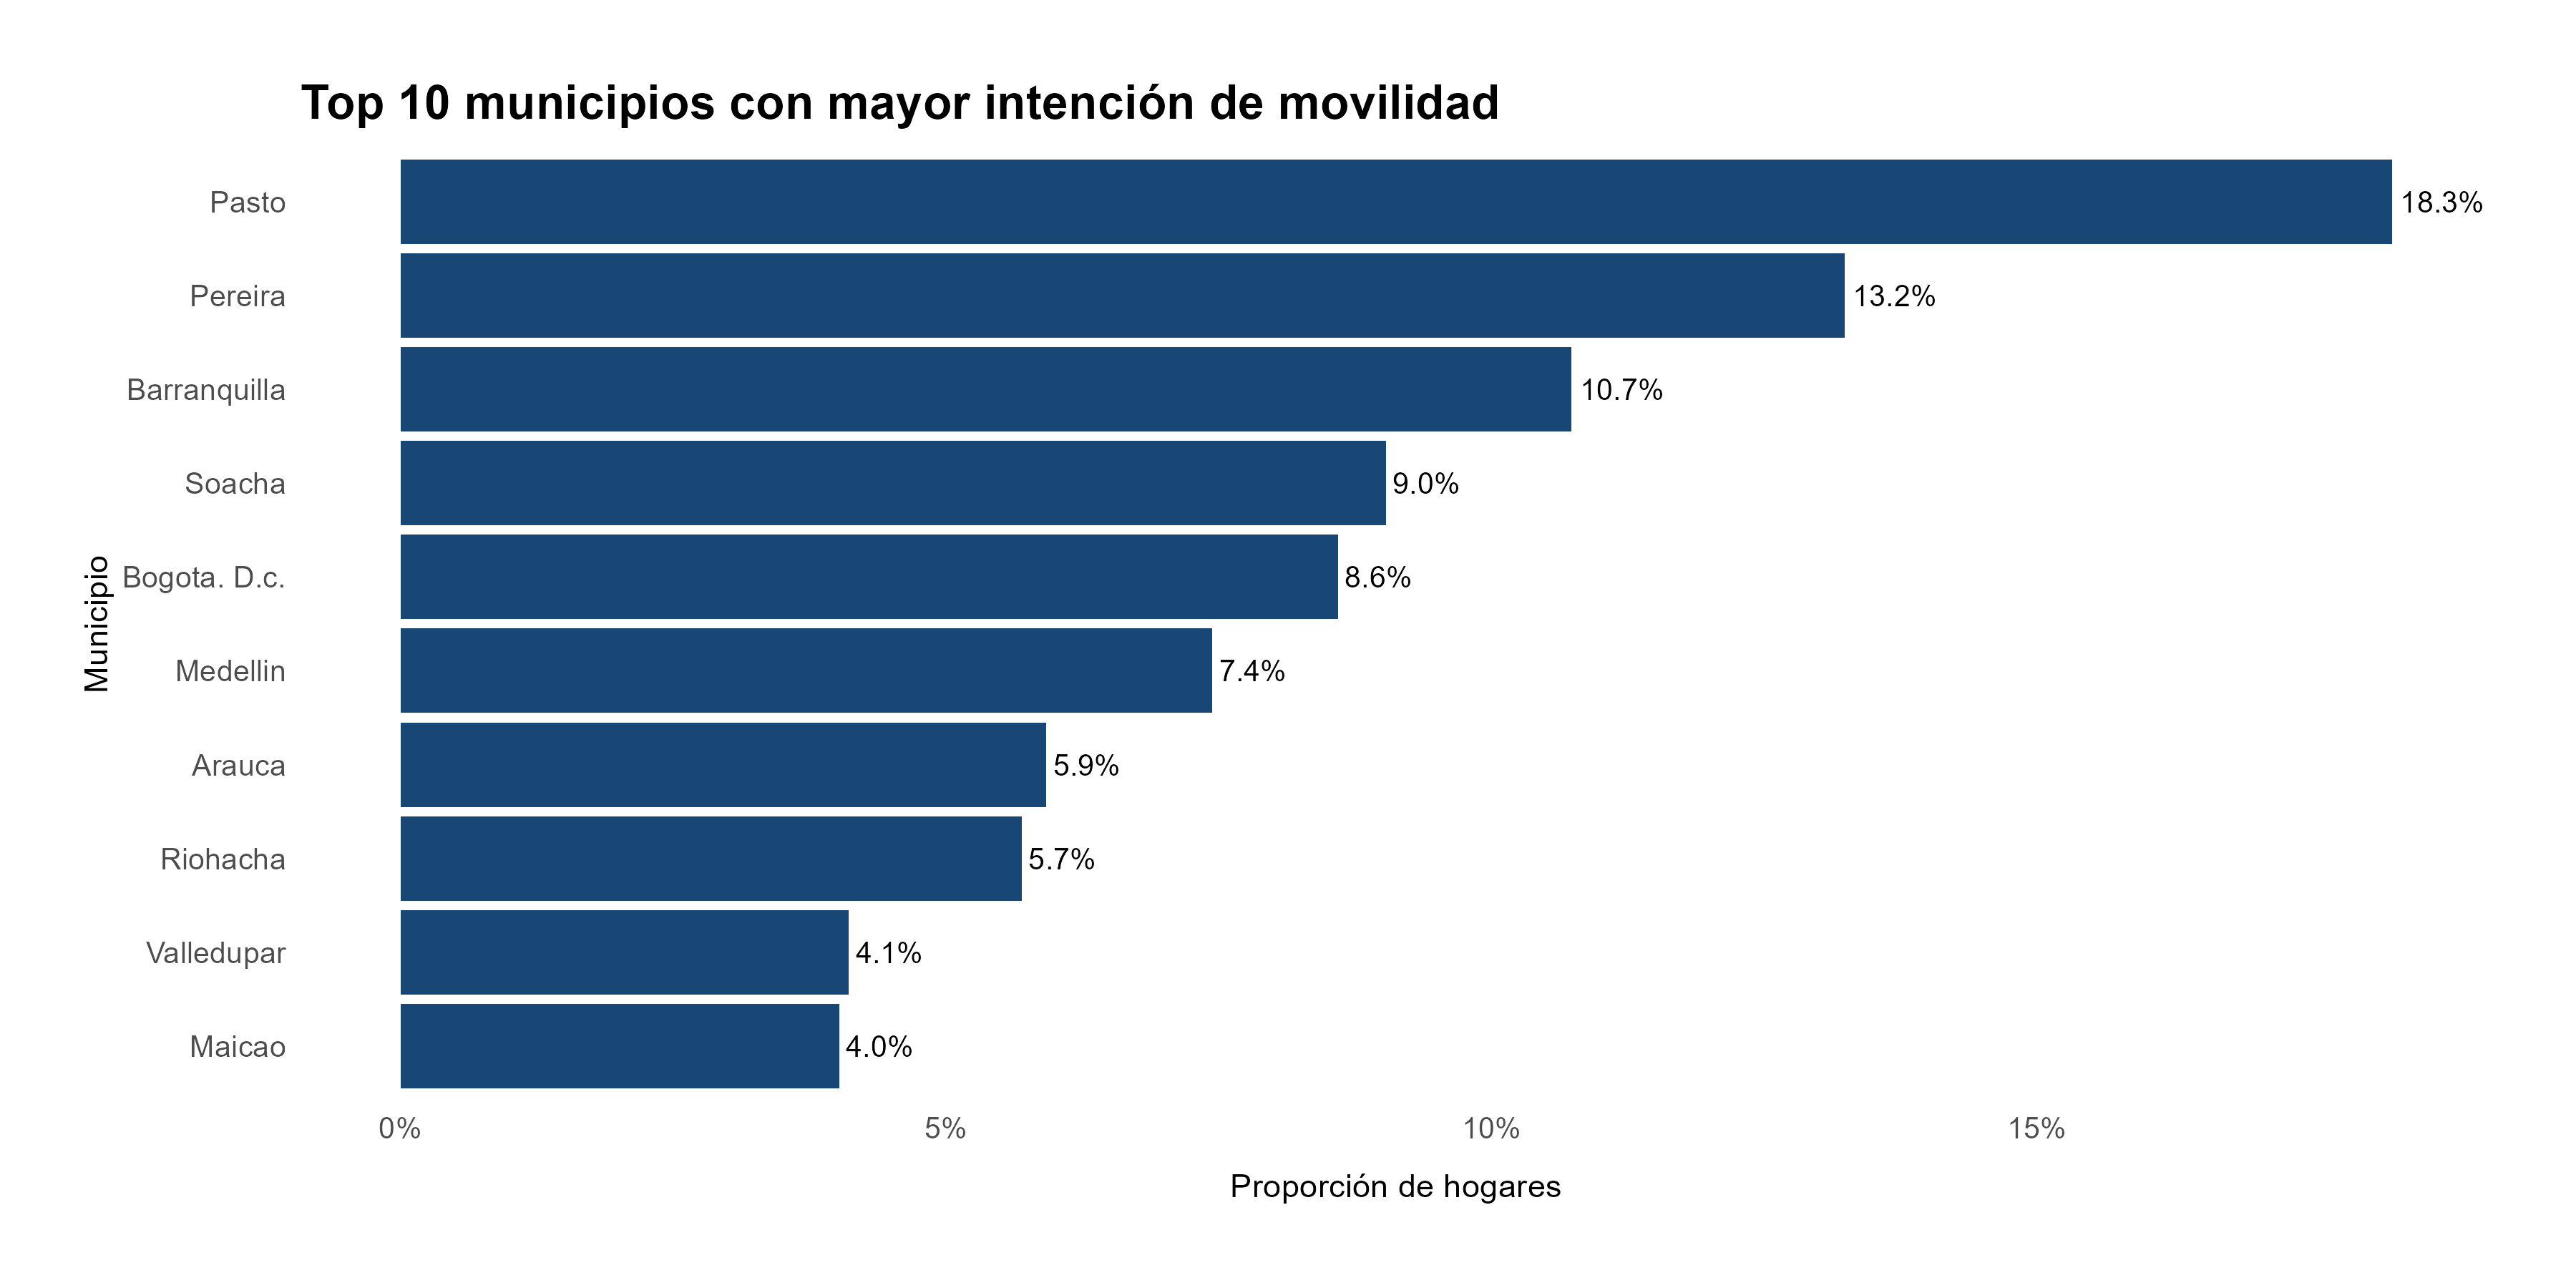 Top 10 municipios con mayor intención de movilidad
Pasto 18.3%
Pereira 13.2%
Barranquilla 10.7%
Soacha 9.0%
Bogota. D.c. 8.6%
Municipio
Medellin 7.4%
Arauca 5.9%
Riohacha 5.7%
Valledupar 4.1%
Maicao 4.0%
0% 5% 10% 15%
Proporción de hogares